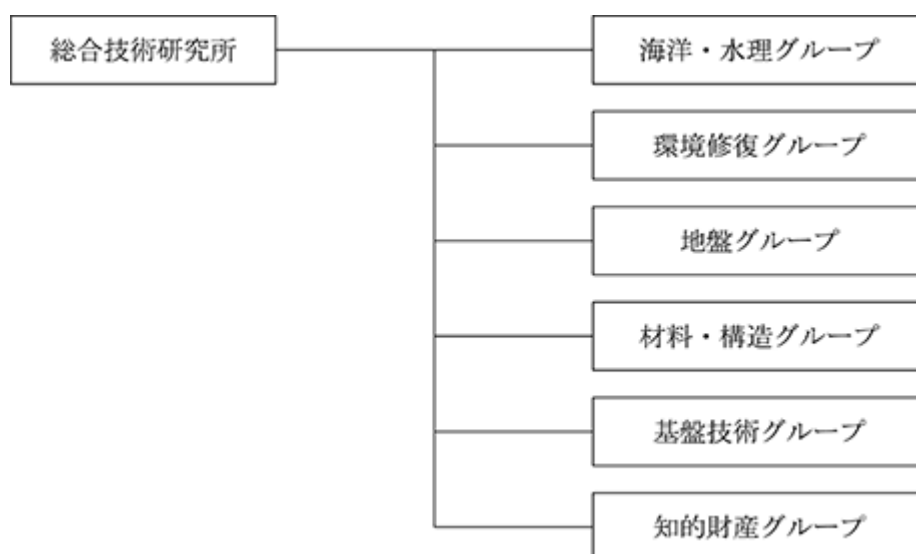 総合技術研究所
海洋・水理グループ
環境修復グループ
地盤グループ
材料・構造グループ
基盤技術グループ
知的財産グループ